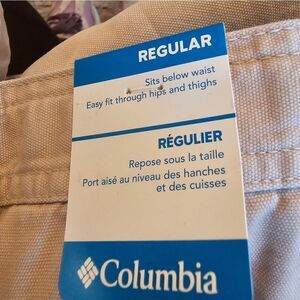 REGULAR
Sits below waist
Easy fit through hips and thighs
RÉGULIER
Repose sous la taille
Port aisé au niveau des hanches
et des cuisses
Columbia